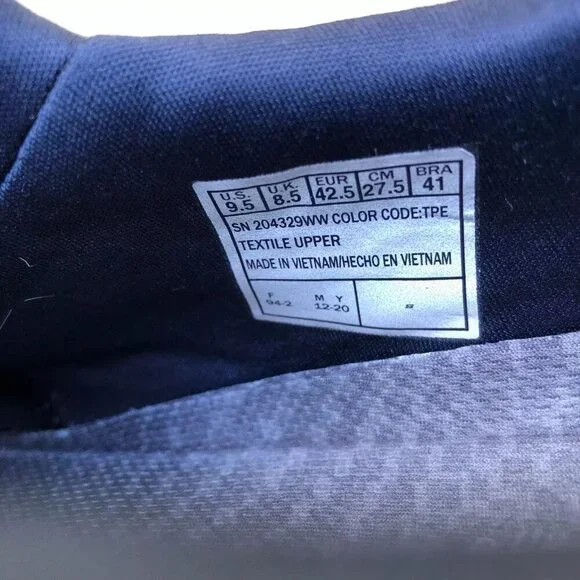 U.S. U.K. EUR CM BRA
9.5 8.5 42.5 27.5 41
SN 204329WW COLOR CODE:TPE
TEXTILE UPPER
MADE IN VIETNAM/HECHO EN VIETNAM
F M Y
94-2 12-20